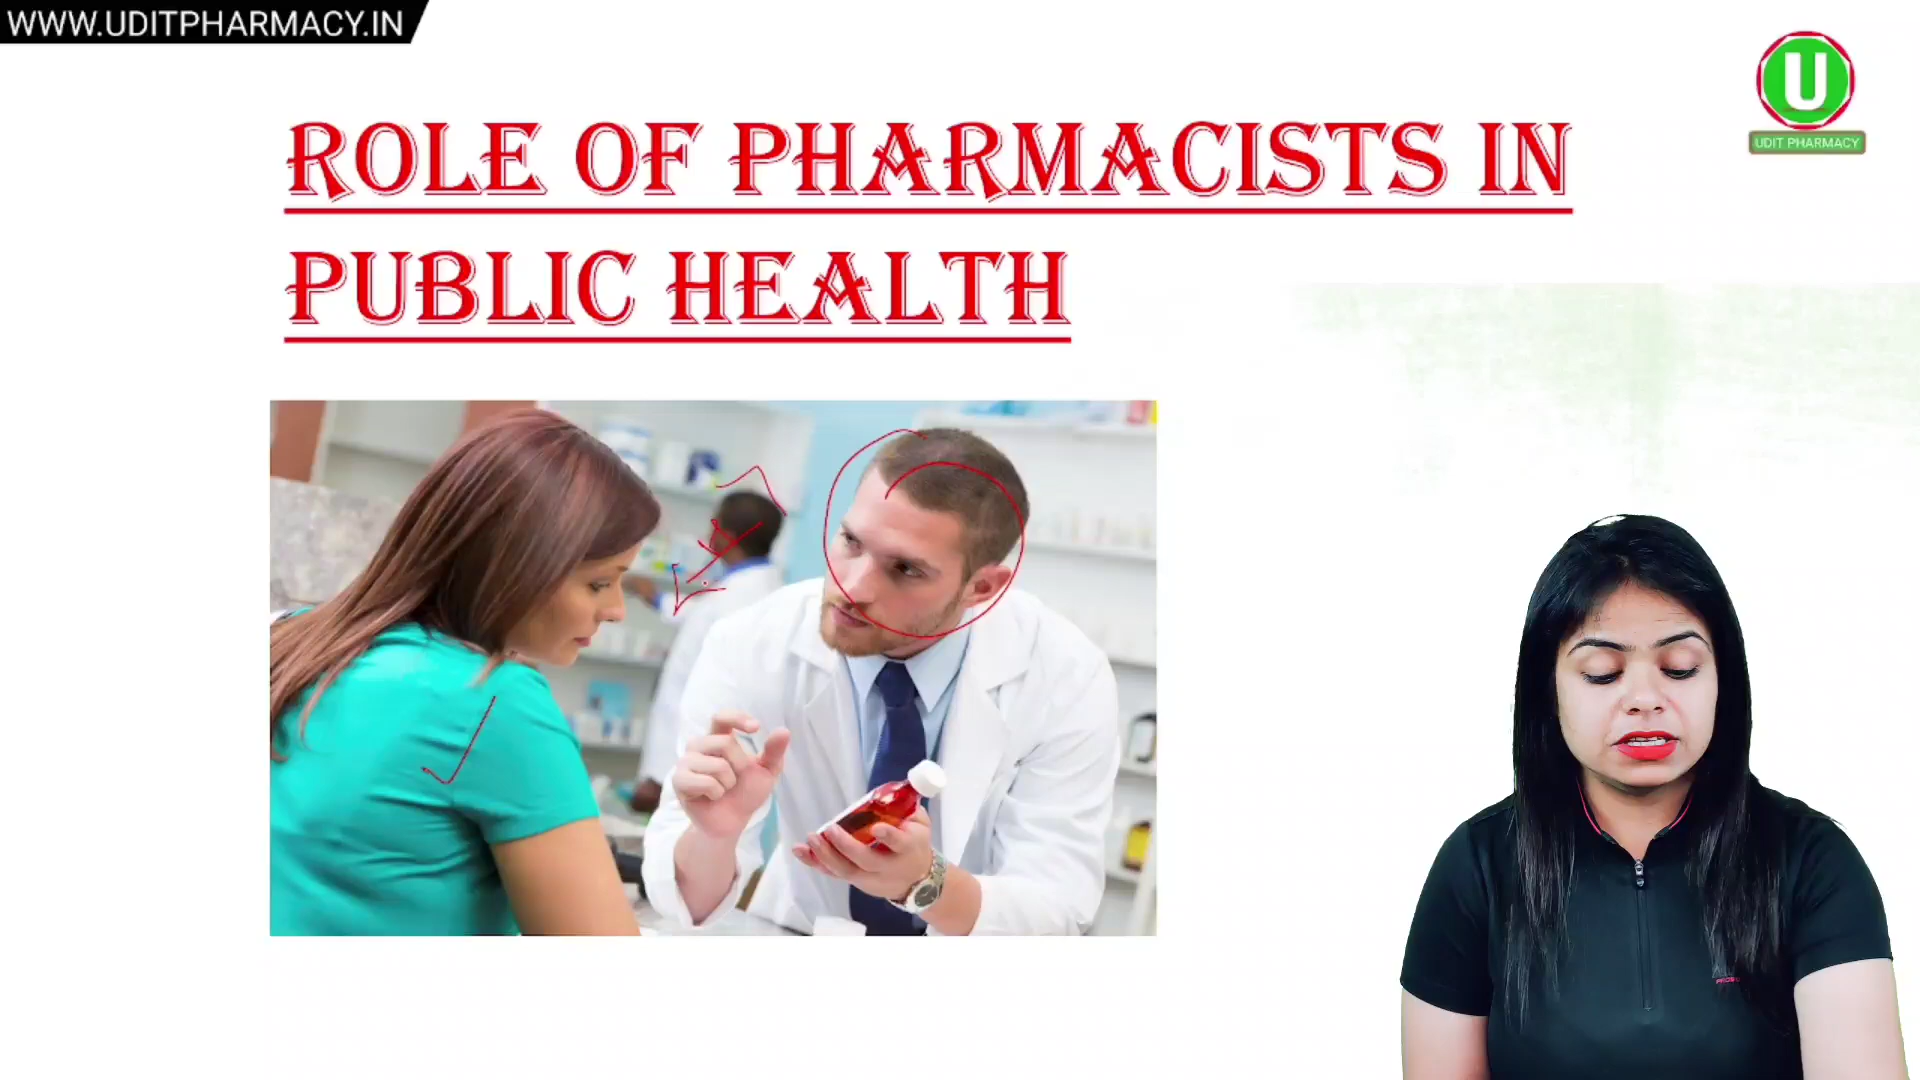 WWW.UDITPHARMACY.IN
U
UDIT PHARMACY
ROLE OF PHARMACISTS IN
PUBLIC HEALTH